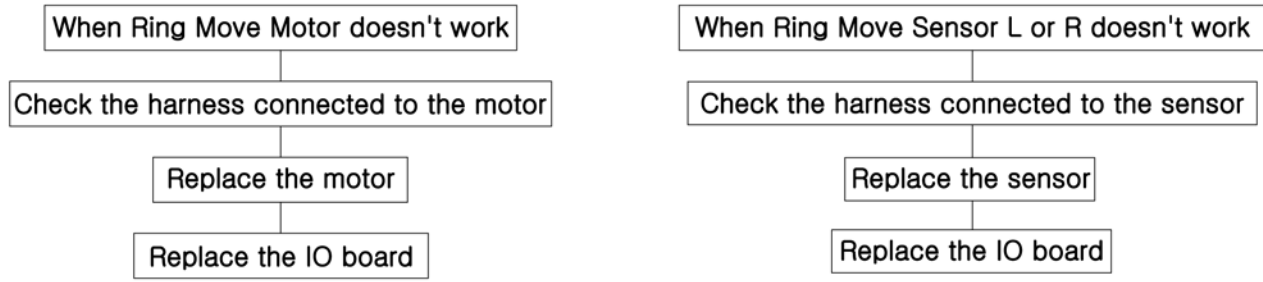 When Ring Move Motor doesn't work
Check the harness connected to the motor
Replace the motor
Replace the IO board
When Ring Move Sensor L or R doesn't work
Check the harness connected to the sensor
Replace the sensor
Replace the IO board